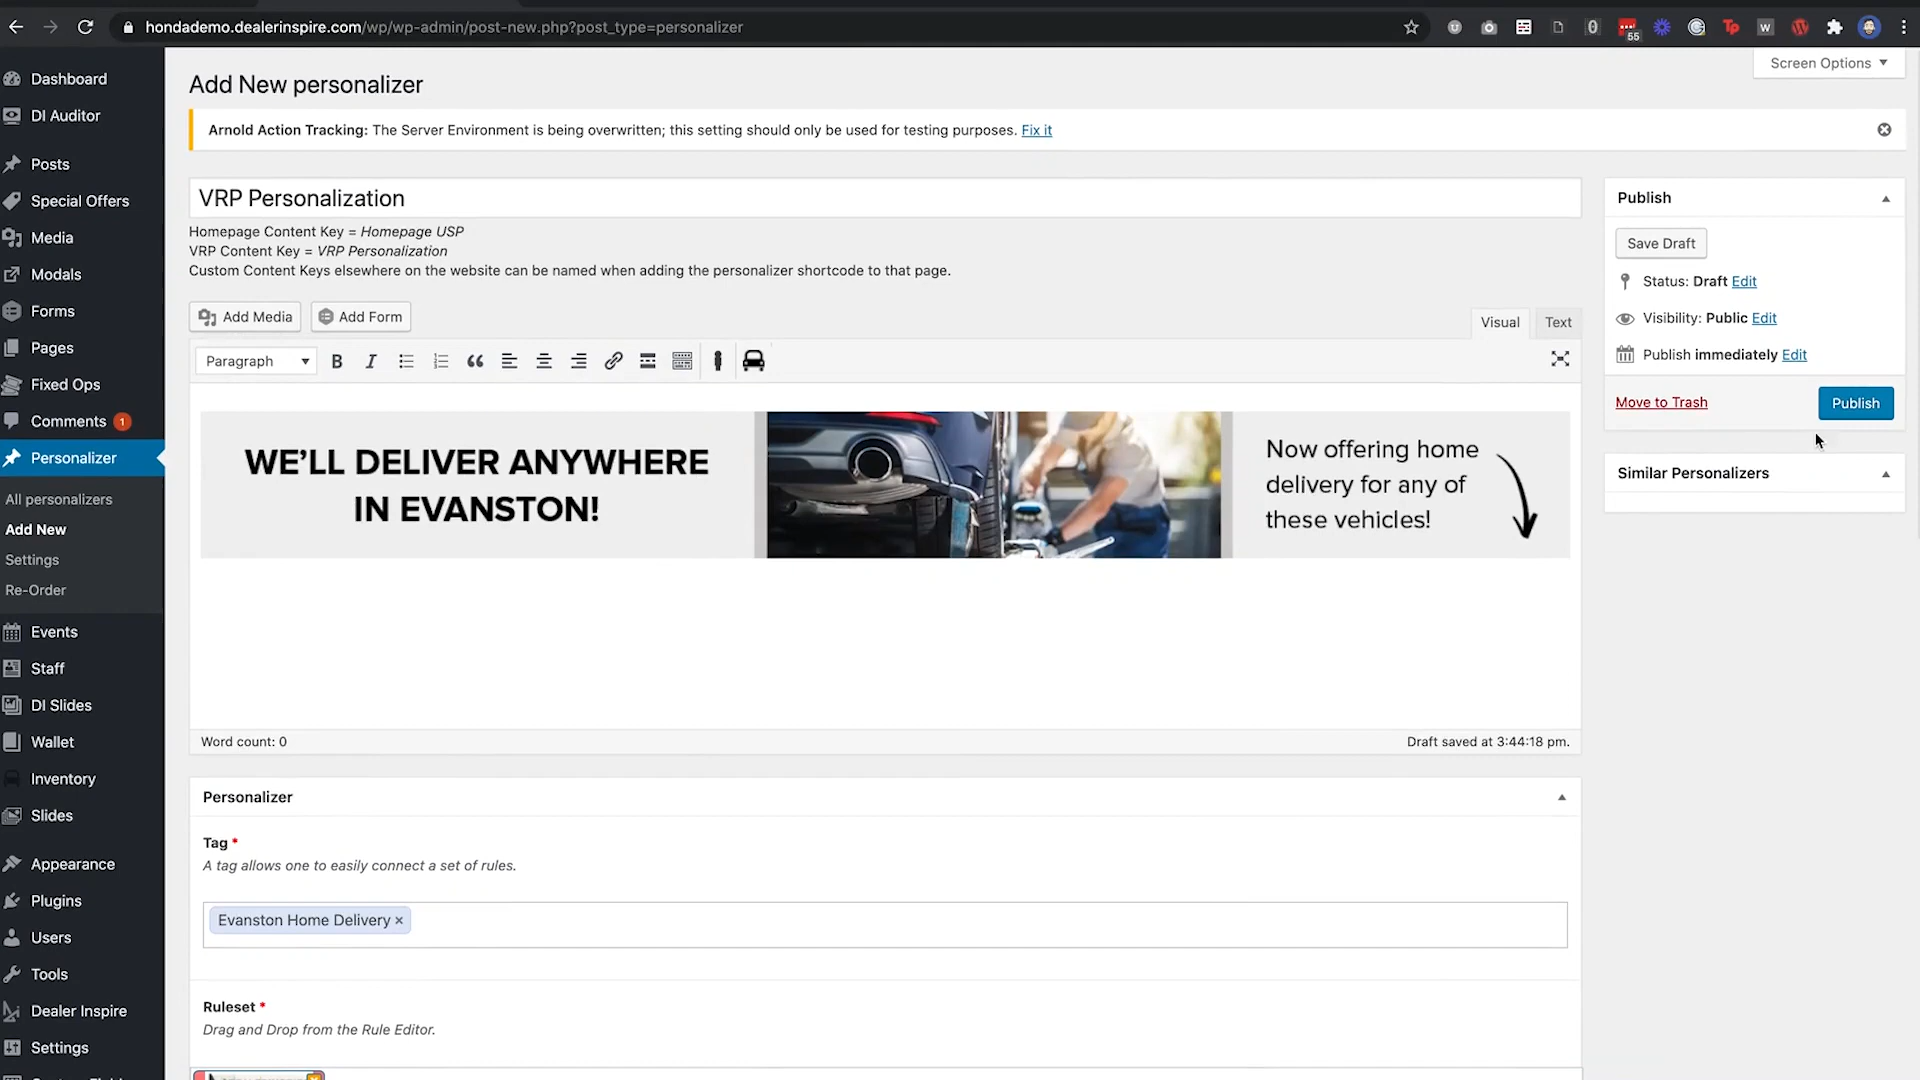 hondademo.dealerinspire.com/wp/wp-admin/post-new.php?post_type=personalizer
55
Tp
W
Screen Options
Dashboard
DI Auditor
Posts
Special Offers
Media
Modals
Forms
Pages
Fixed Ops
Comments 1
Personalizer
All personalizers
Add New
Settings
Re-Order
Events
Staff
DI Slides
Wallet
Inventory
Slides
Appearance
Plugins
Users
Tools
Dealer Inspire
Settings
Add New personalizer
Arnold Action Tracking: The Server Environment is being overwritten; this setting should only be used for testing purposes. Fix it
VRP Personalization
Homepage Content Key = Homepage USP
VRP Content Key = VRP Personalization
Custom Content Keys elsewhere on the website can be named when adding the personalizer shortcode to that page.
Add Media Add Form
Visual Text
Paragraph B I
WE’LL DELIVER ANYWHERE
IN EVANSTON!
Now offering home
delivery for any of
these vehicles!
Word count: 0
Draft saved at 3:44:18 pm.
Personalizer
Tag *
A tag allows one to easily connect a set of rules.
Evanston Home Delivery ×
Ruleset *
Drag and Drop from the Rule Editor.
Publish
Save Draft
Status: Draft Edit
Visibility: Public Edit
Publish immediately Edit
Move to Trash
Publish
Similar Personalizers